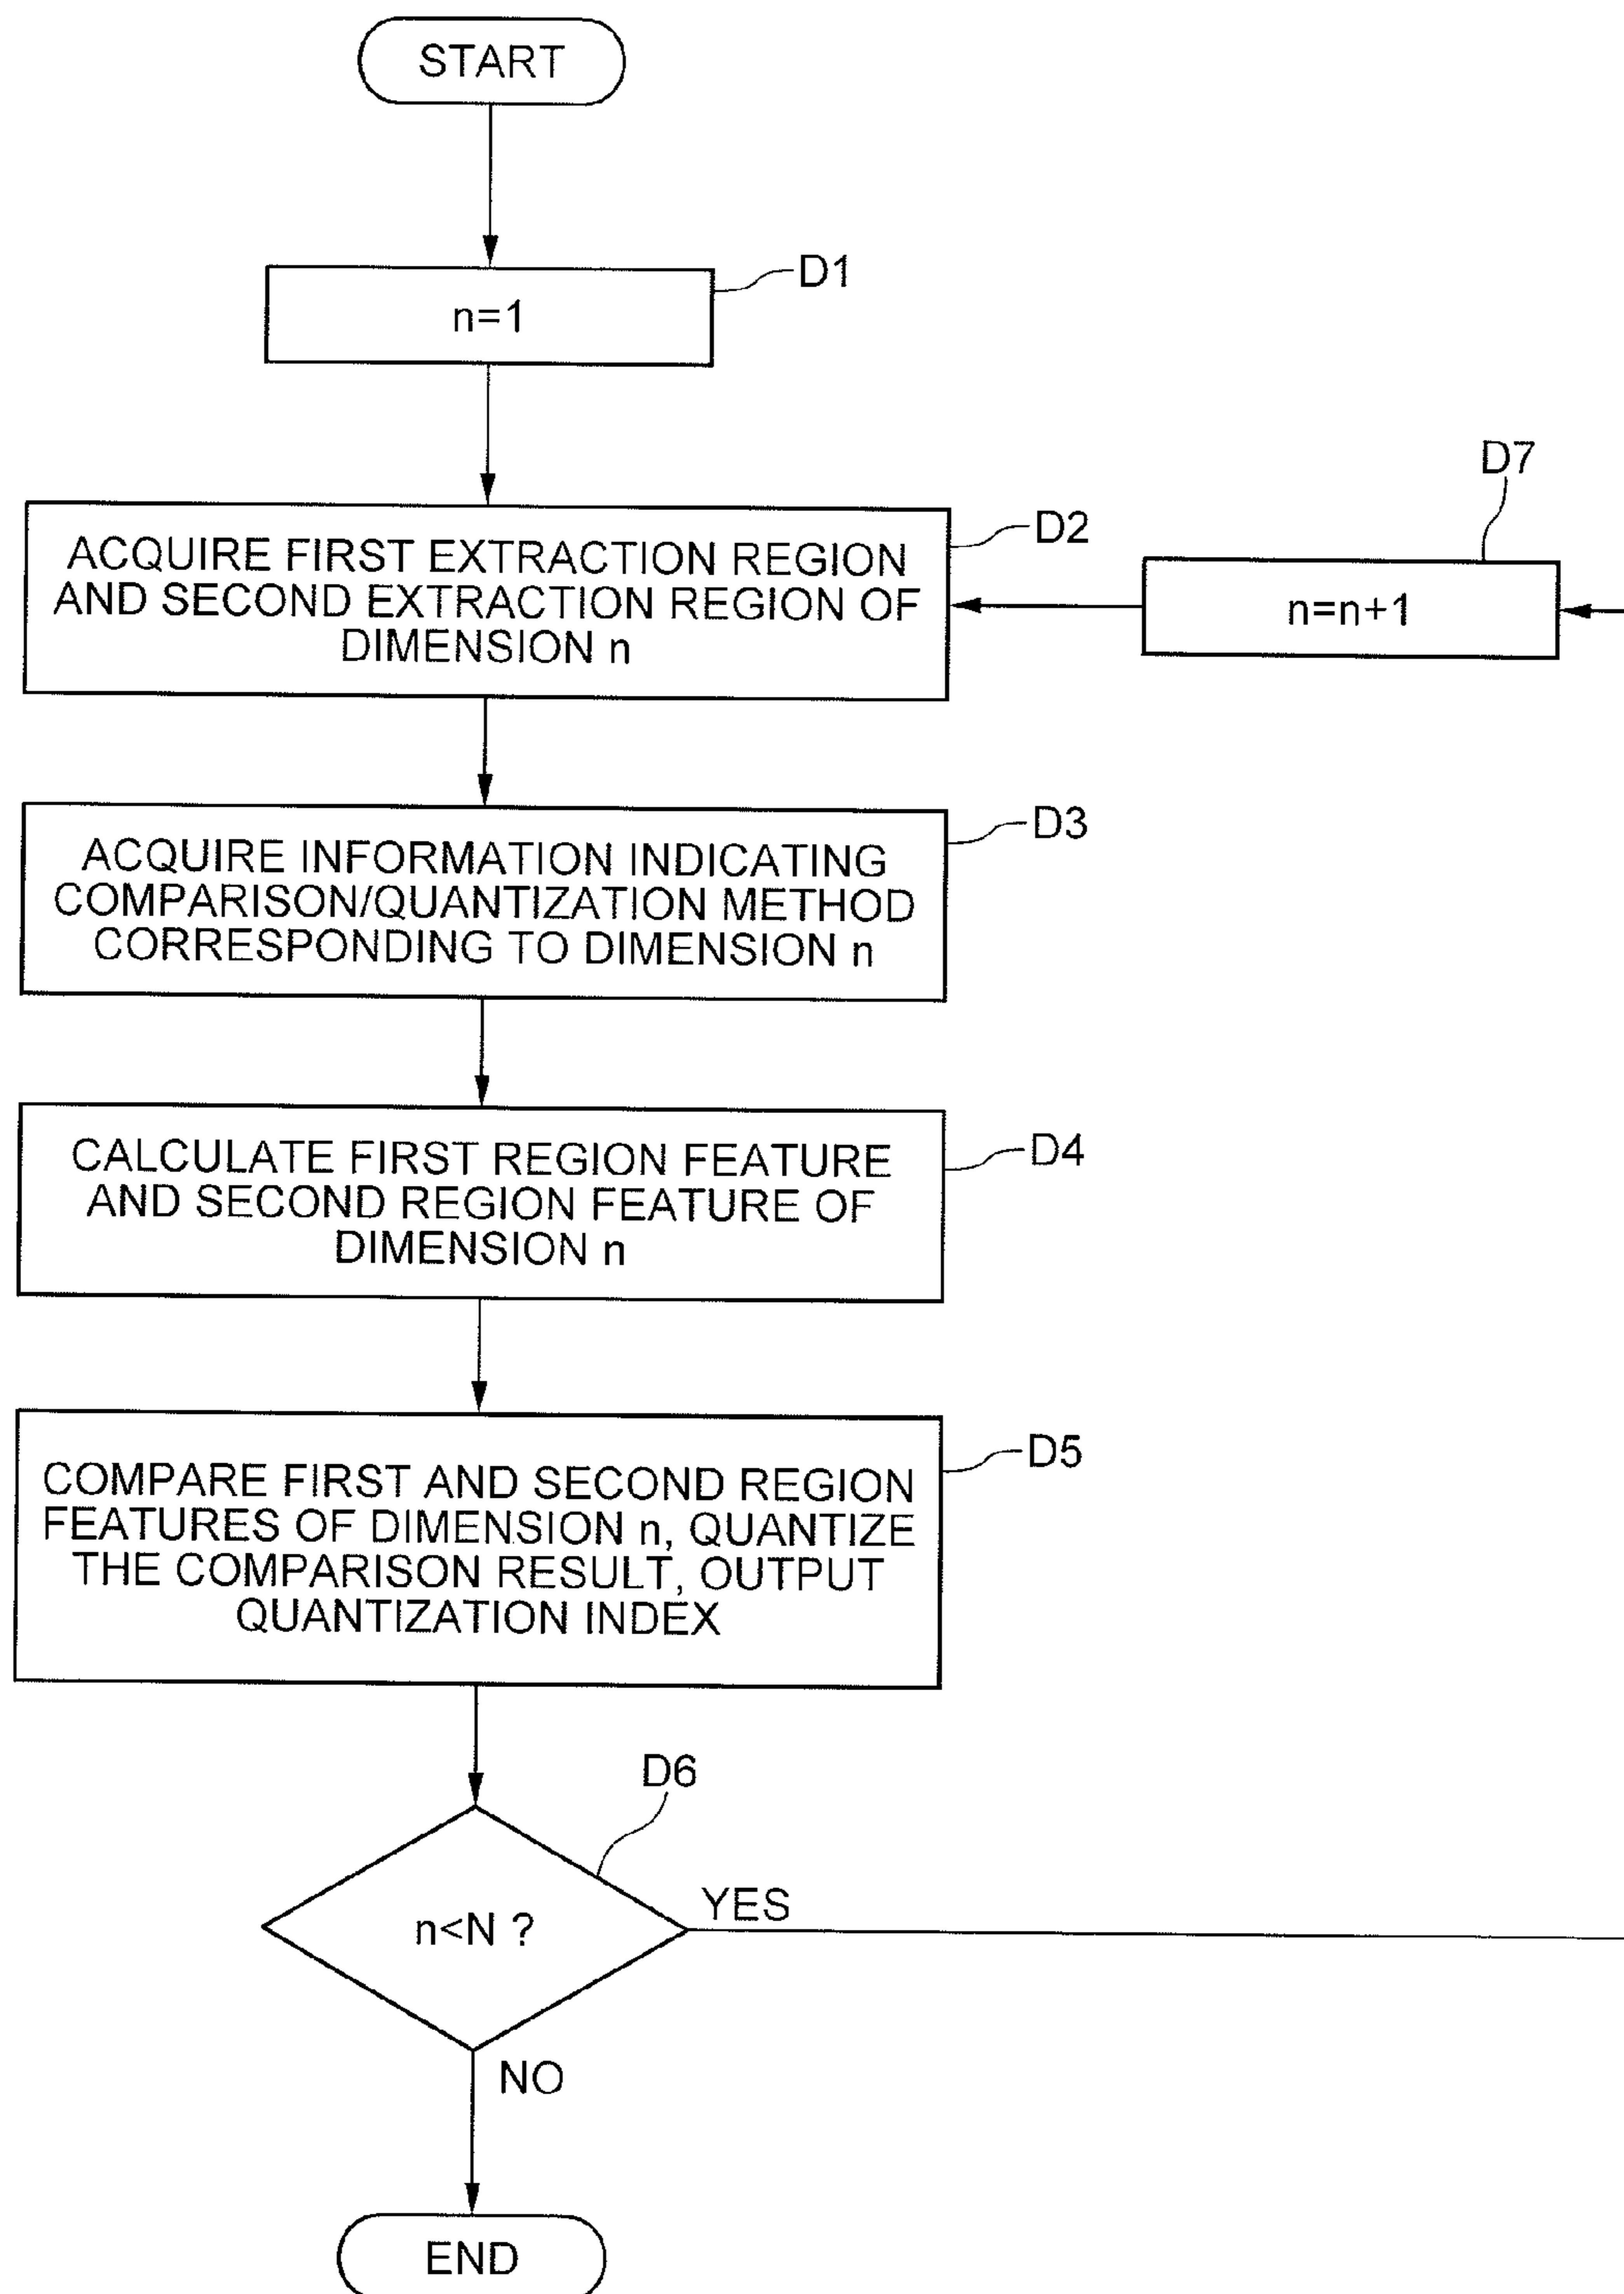 START
D1
n=1
D7
D2
ACQUIRE FIRST EXTRACTION REGION
AND SECOND EXTRACTION REGION OF
DIMENSION n
n=n+1
D3
ACQUIRE INFORMATION INDICATING
COMPARISON/QUANTIZATION METHOD
CORRESPONDING TO DIMENSION n
D4
CALCULATE FIRST REGION FEATURE
AND SECOND REGION FEATURE OF
DIMENSION n
D5
COMPARE FIRST AND SECOND REGION
FEATURES OF DIMENSION n, QUANTIZE
THE COMPARISON RESULT, OUTPUT
QUANTIZATION INDEX
D6
n<N ?
YES
NO
END